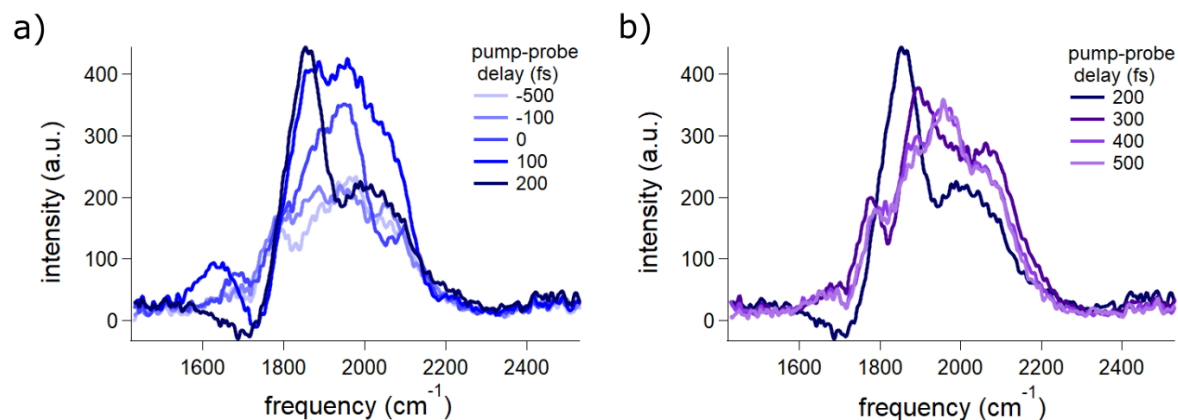 a)
pump-probe
delay (fs)
-500
-100
0
100
200
intensity (a.u.)
400
300
200
100
0
1600 1800 2000 2200 2400
frequency (cm⁻¹)
b)
pump-probe
delay (fs)
200
300
400
500
intensity (a.u.)
400
300
200
100
0
1600 1800 2000 2200 2400
frequency (cm⁻¹)